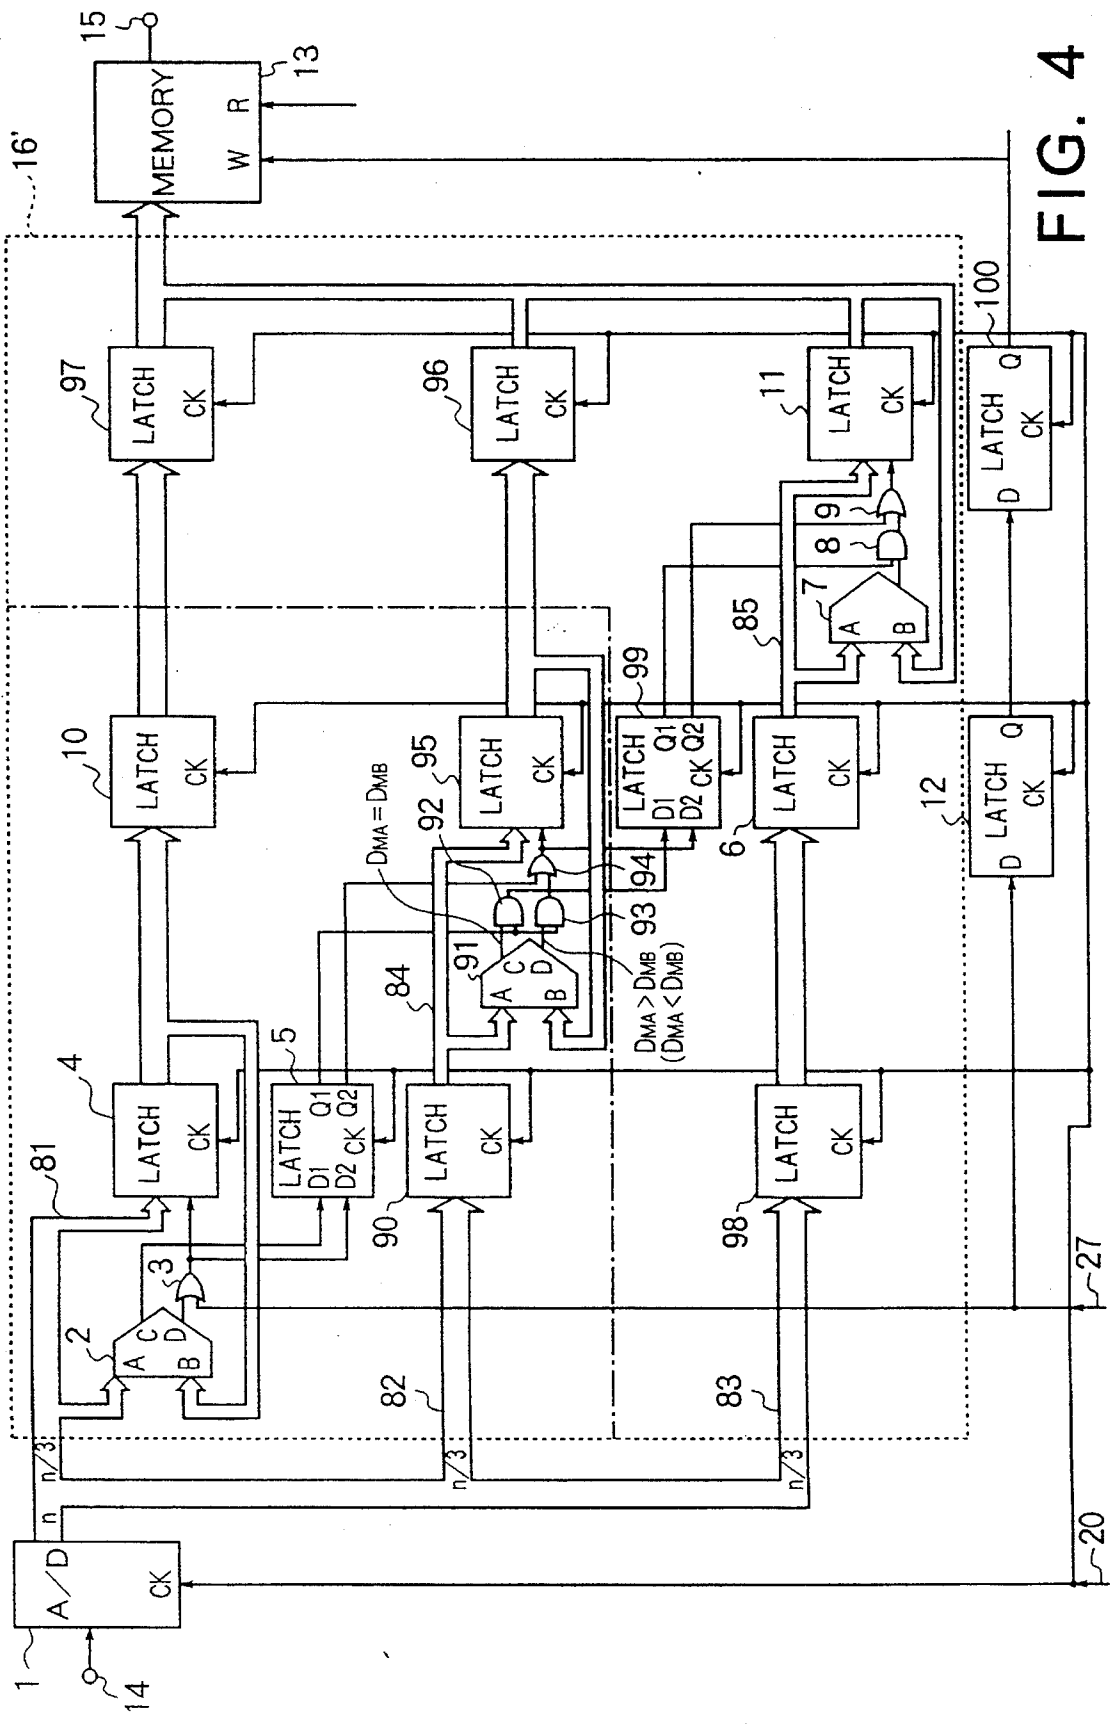 FIG. 4
14
1
A/D
CK
n
n/3
n/3
n/3
81
82
83
84
85
2
A
B
C
D
3
4
LATCH
CK
5
LATCH
D1
D2
Q1
Q2
CK
90
LATCH
CK
98
LATCH
CK
91
A
B
C
D
DMA = DMB
DMA > DMB
(DMA < DMB)
92
93
94
10
LATCH
CK
95
LATCH
CK
99
LATCH
D1
D2
Q1
Q2
CK
6
LATCH
CK
12
LATCH
D
Q
CK
7
A
B
8
9
97
LATCH
CK
96
LATCH
CK
11
LATCH
CK
100
LATCH
D
Q
CK
16'
MEMORY
W
R
13
15
20
27